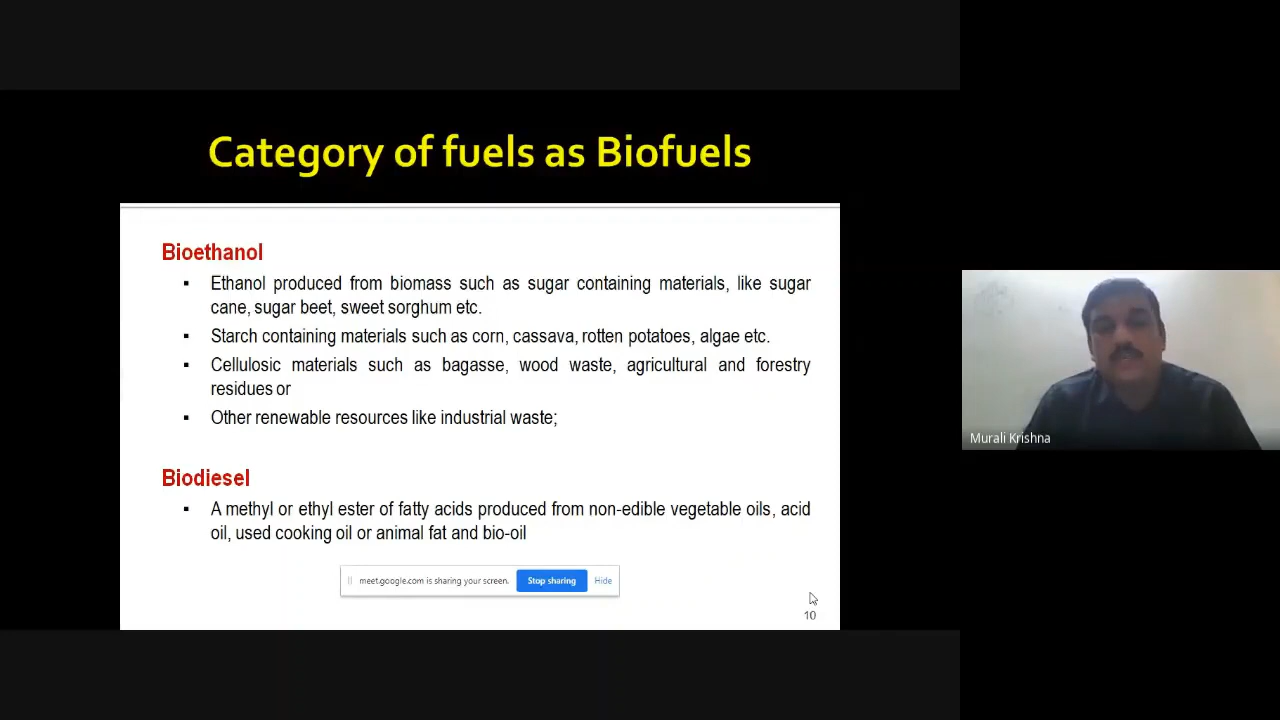 Category of fuels as Biofuels
Bioethanol
▪ Ethanol produced from biomass such as sugar containing materials, like sugar
cane, sugar beet, sweet sorghum etc.
▪ Starch containing materials such as corn, cassava, rotten potatoes, algae etc.
▪ Cellulosic materials such as bagasse, wood waste, agricultural and forestry
residues or
▪ Other renewable resources like industrial waste;
Biodiesel
▪ A methyl or ethyl ester of fatty acids produced from non-edible vegetable oils, acid
oil, used cooking oil or animal fat and bio-oil
meet.google.com is sharing your screen. Stop sharing Hide
10
Murali Krishna